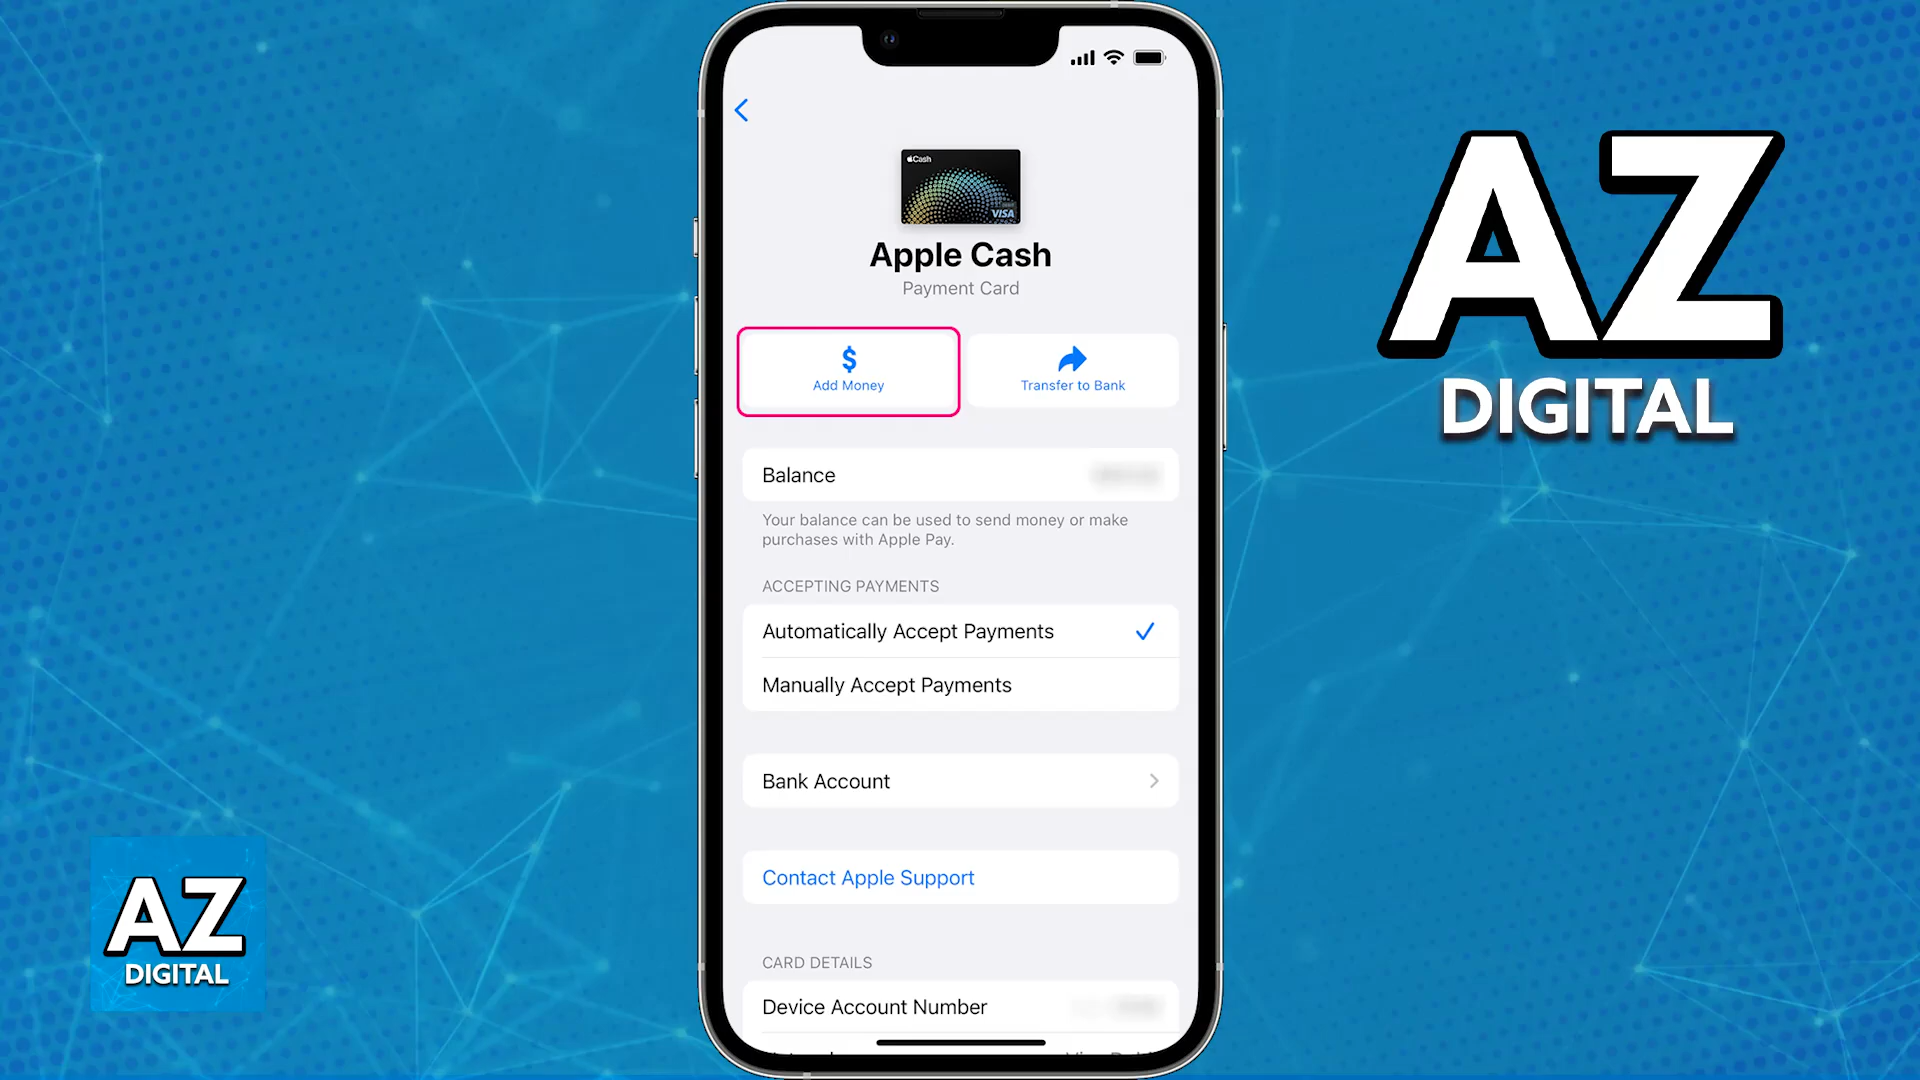 Cash
VISA
Apple Cash
Payment Card
$
Add Money
Transfer to Bank
Balance
Your balance can be used to send money or make
purchases with Apple Pay.
ACCEPTING PAYMENTS
Automatically Accept Payments
Manually Accept Payments
Bank Account
Contact Apple Support
CARD DETAILS
Device Account Number
AZ
DIGITAL
AZ
DIGITAL